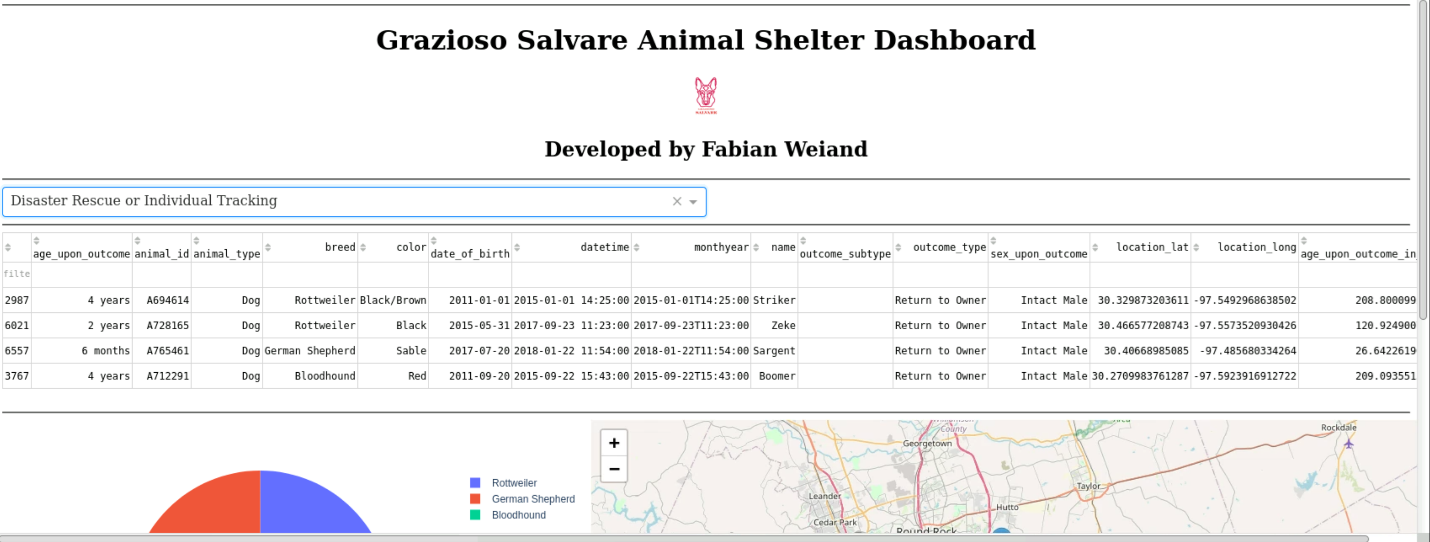 Grazioso Salvare Animal Shelter Dashboard
SALVARE
Developed by Fabian Weiand
Disaster Rescue or Individual Tracking × 
age_upon_outcome animal_id animal_type breed color date_of_birth datetime monthyear name outcome_subtype outcome_type sex_upon_outcome location_lat location_long age_upon_outcome_in_
filte
2987 4 years A694614 Dog Rottweiler Black/Brown 2011-01-01 2015-01-01 14:25:00 2015-01-01T14:25:00 Striker Return to Owner Intact Male 30.329873203611 -97.5492968638502 208.800099
6021 2 years A728165 Dog Rottweiler Black 2015-05-31 2017-09-23 11:23:00 2017-09-23T11:23:00 Zeke Return to Owner Intact Male 30.466577208743 -97.5573520930426 120.924900
6557 6 months A765461 Dog German Shepherd Sable 2017-07-20 2018-01-22 11:54:00 2018-01-22T11:54:00 Sargent Return to Owner Intact Male 30.40668985085 -97.485680334264 26.6422619
3767 4 years A712291 Dog Bloodhound Red 2011-09-20 2015-09-22 15:43:00 2015-09-22T15:43:00 Boomer Return to Owner Intact Male 30.2709983761287 -97.5923916912722 209.093551
Rottweiler
German Shepherd
Bloodhound
+
−
County
Area
Georgetown
Rockdale
Taylor
Leander
Hutto
Cedar Park
Round Rock